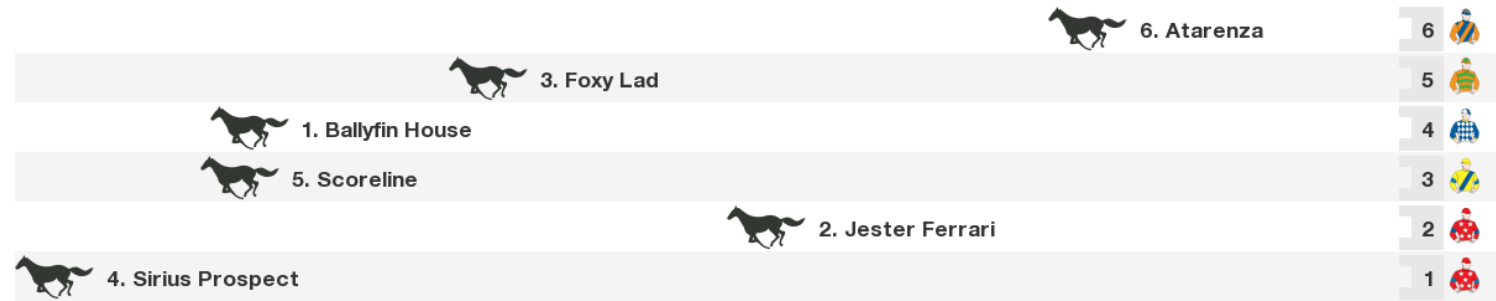 6. Atarenza 6
3. Foxy Lad 5
1. Ballyfin House 4
5. Scoreline 3
2. Jester Ferrari 2
4. Sirius Prospect 1